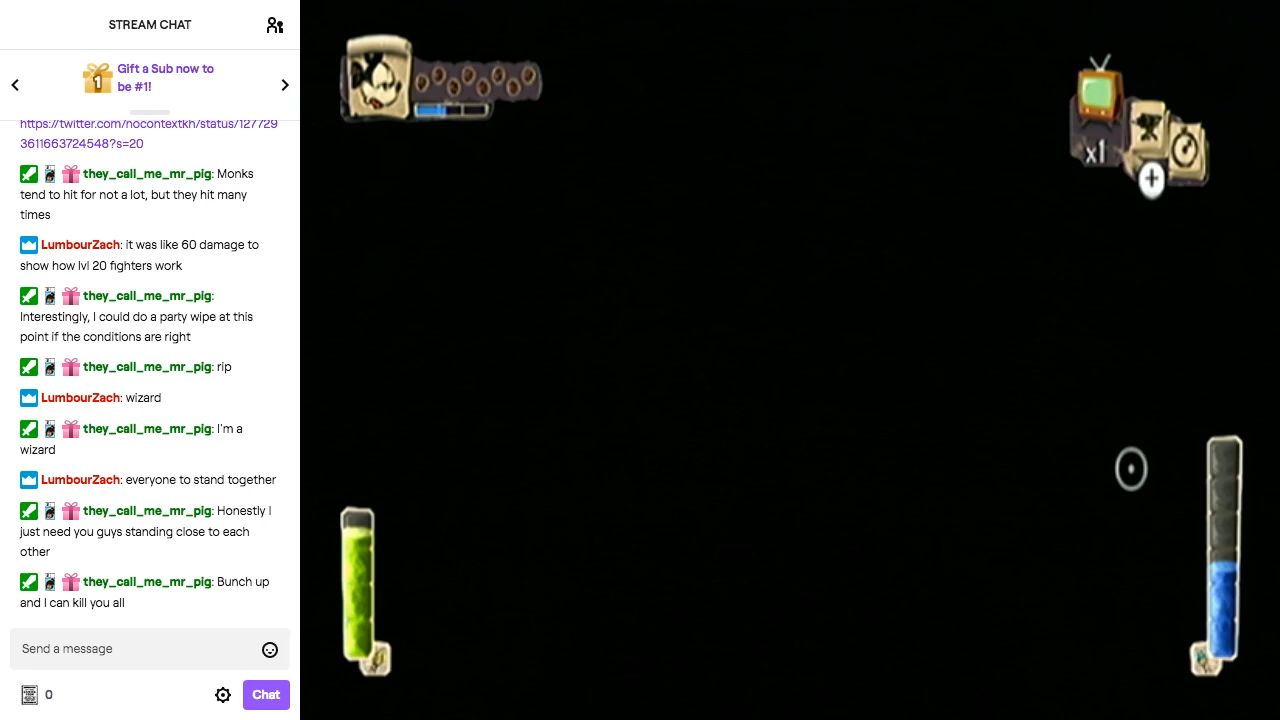 STREAM CHAT
1
Gift a Sub now to
be #1!
https://twitter.com/nocontextkh/status/127729
3611663724548?s=20
they_call_me_mr_pig: Monks
tend to hit for not a lot, but they hit many
times
LumbourZach: it was like 60 damage to
show how lvl 20 fighters work
they_call_me_mr_pig:
Interestingly, I could do a party wipe at this
point if the conditions are right
they_call_me_mr_pig: rip
LumbourZach: wizard
they_call_me_mr_pig: I'm a
wizard
LumbourZach: everyone to stand together
they_call_me_mr_pig: Honestly I
just need you guys standing close to each
other
they_call_me_mr_pig: Bunch up
and I can kill you all
Send a message
0
Chat
x1